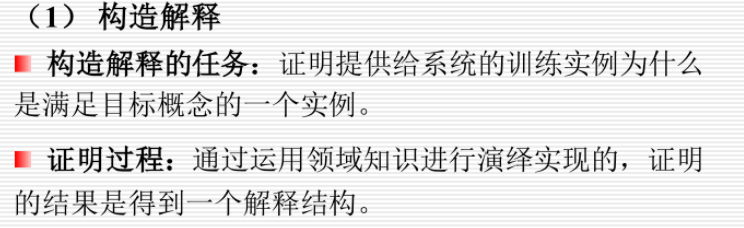 （1） 构造解释
构造解释的任务：证明提供给系统的训练实例为什么
是满足目标概念的一个实例。
证明过程：通过运用领域知识进行演绎实现的，证明
的结果是得到一个解释结构。